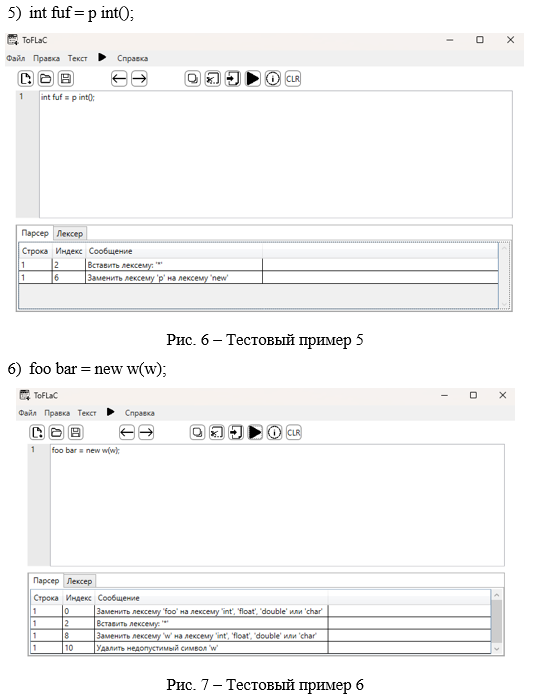 5) int fuf = p int();
ToFLaC
Файл Правка Текст Справка
CLR
1 int fuf = p int();
Парсер Лексер
Строка Индекс Сообщение
1 2 Вставить лексему: '*'
1 6 Заменить лексему 'p' на лексему 'new'
Рис. 6 – Тестовый пример 5
6) foo bar = new w(w);
ToFLaC
Файл Правка Текст Справка
CLR
1 foo bar = new w(w);
Парсер Лексер
Строка Индекс Сообщение
1 0 Заменить лексему 'foo' на лексему 'int', 'float', 'double' или 'char'
1 2 Вставить лексему: '*'
1 8 Заменить лексему 'w' на лексему 'int', 'float', 'double' или 'char'
1 10 Удалить недопустимый символ 'w'
Рис. 7 – Тестовый пример 6